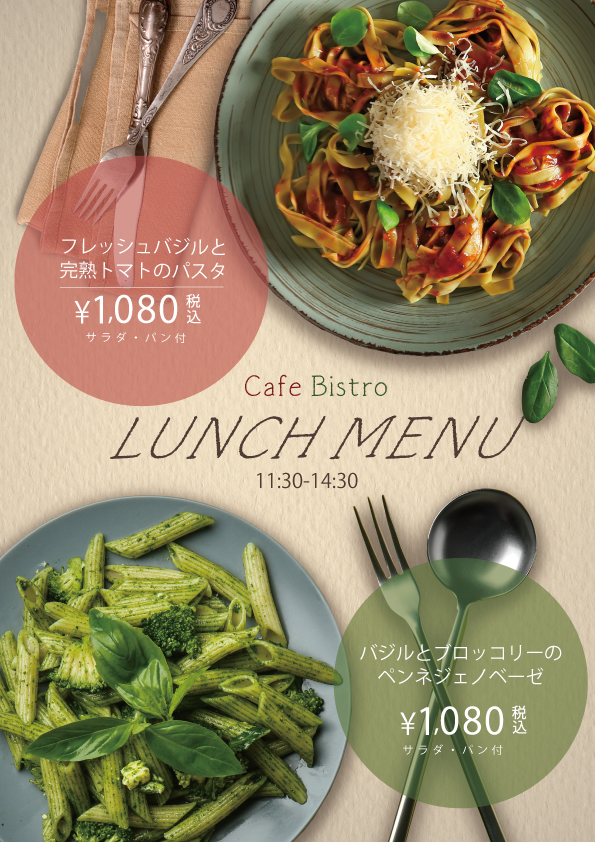 フレッシュバジルと
完熟トマトのパスタ
¥1,080 税込
サラダ・パン付
Cafe Bistro
LUNCH MENU
11:30-14:30
バジルとブロッコリーの
ペンネジェノベーゼ
¥1,080 税込
サラダ・パン付